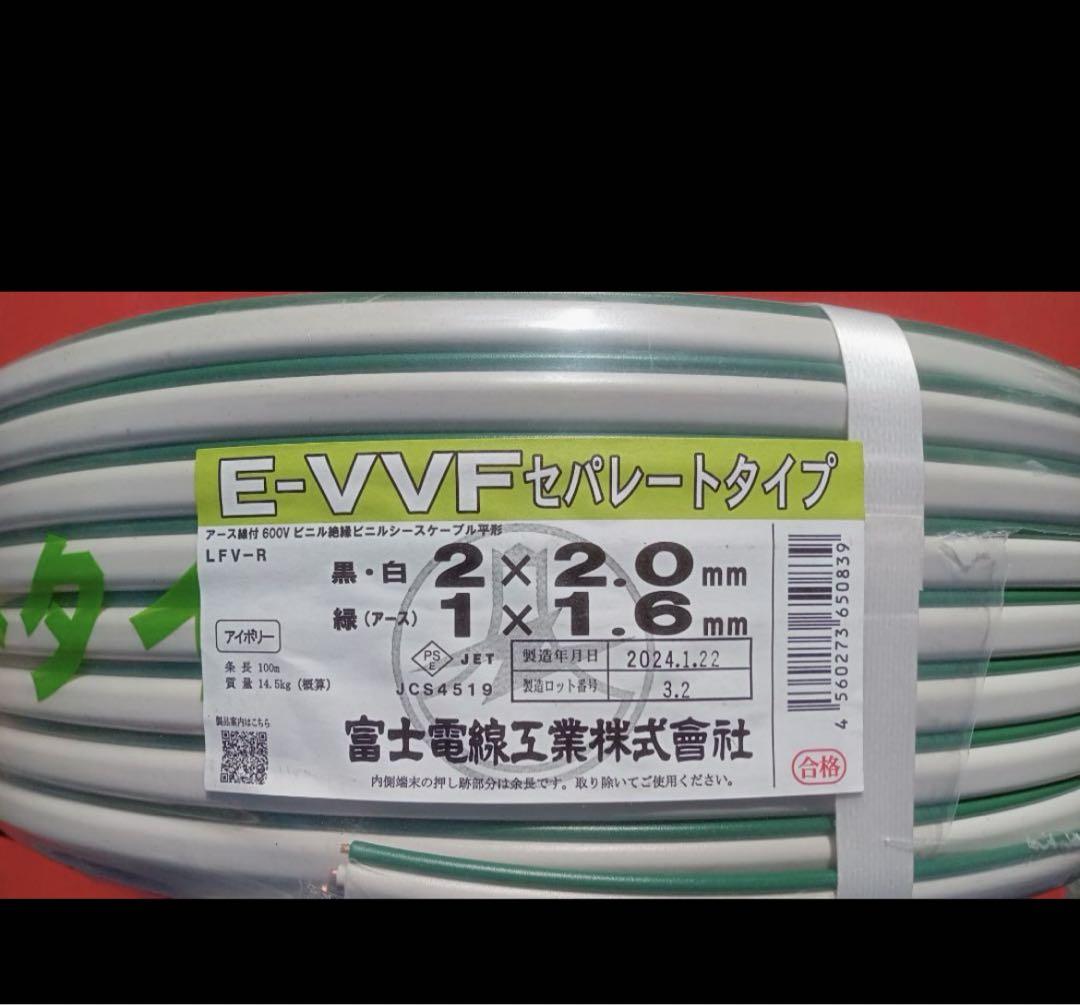 E-VVFセパレートタイプ
アース線付 600V ビニル絶縁ビニルシースケーブル平形
LFV-R
黒・白 2×2.0mm
緑(アース) 1×1.6mm
アイボリー
PS E JET
JCS4519
製造年月日 2024.1.22
製造ロット番号 3.2
条長 100m
質量 14.5kg (概算)
製品案内はこちら
富士電線工業株式會社
内側端末の押し跡部分は余長です。取り除いてご使用ください。
4 560273 650839
合格
タイ